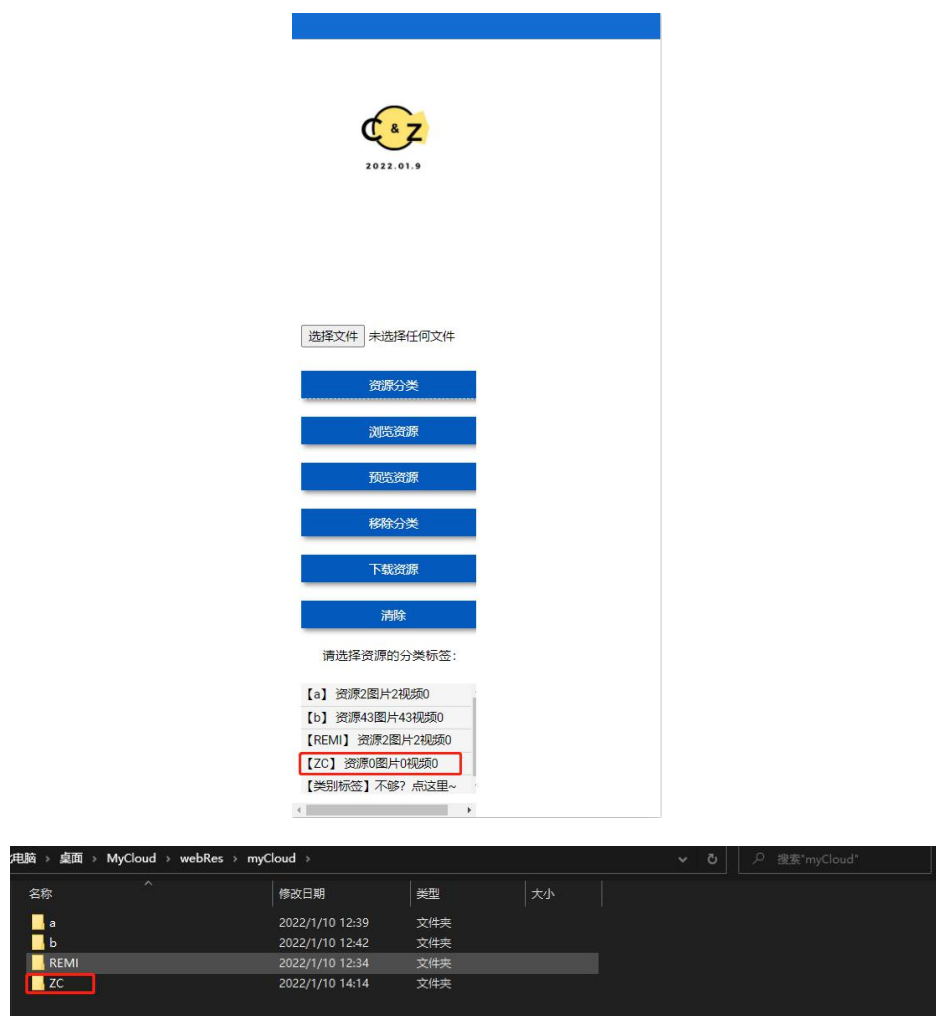 C & Z
2022.01.9
选择文件 未选择任何文件
资源分类
浏览资源
预览资源
移除分类
下载资源
清除
请选择资源的分类标签:
【a】 资源2图片2视频0
【b】 资源43图片43视频0
【REMI】 资源2图片2视频0
【ZC】 资源0图片0视频0
【类别标签】不够？点这里~
电脑 › 桌面 › MyCloud › webRes › myCloud ›
搜索"myCloud"
名称 修改日期 类型 大小
a 2022/1/10 12:39 文件夹
b 2022/1/10 12:42 文件夹
REMI 2022/1/10 12:34 文件夹
ZC 2022/1/10 14:14 文件夹